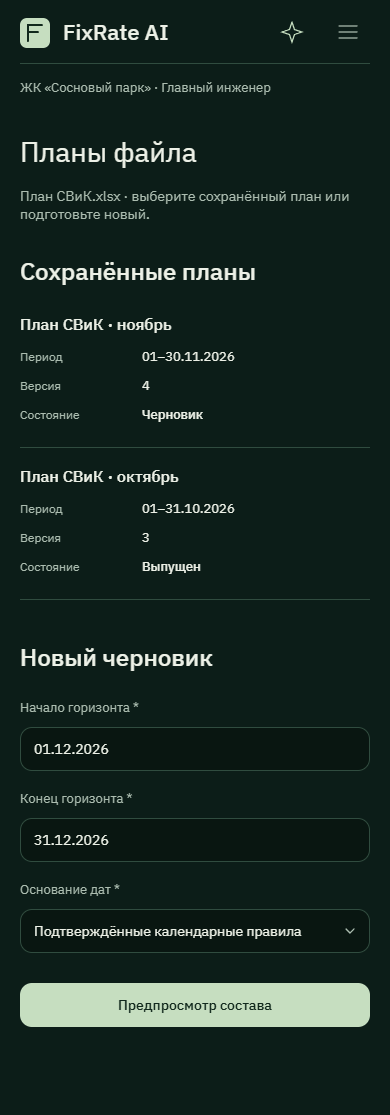 FixRate AI
ЖК «Сосновый парк» · Главный инженер
Планы файла
План СВиК.xlsx · выберите сохранённый план или
подготовьте новый.
Сохранённые планы
План СВиК · ноябрь
Период 01–30.11.2026
Версия 4
Состояние Черновик
План СВиК · октябрь
Период 01–31.10.2026
Версия 3
Состояние Выпущен
Новый черновик
Начало горизонта *
01.12.2026
Конец горизонта *
31.12.2026
Основание дат *
Подтверждённые календарные правила
Предпросмотр состава